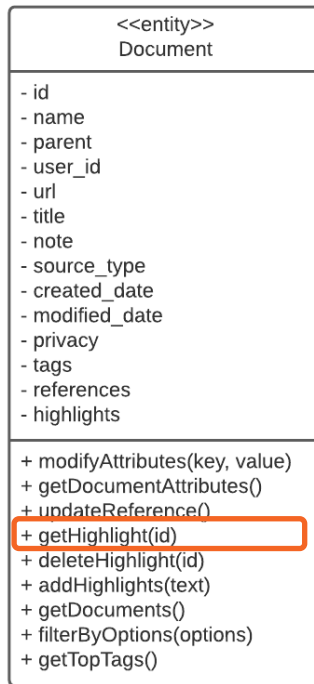 <<entity>>
Document
- id
- name
- parent
- user_id
- url
- title
- note
- source_type
- created_date
- modified_date
- privacy
- tags
- references
- highlights
+ modifyAttributes(key, value)
+ getDocumentAttributes()
+ updateReference()
+ getHighlight(id)
+ deleteHighlight(id)
+ addHighlights(text)
+ getDocuments()
+ filterByOptions(options)
+ getTopTags()